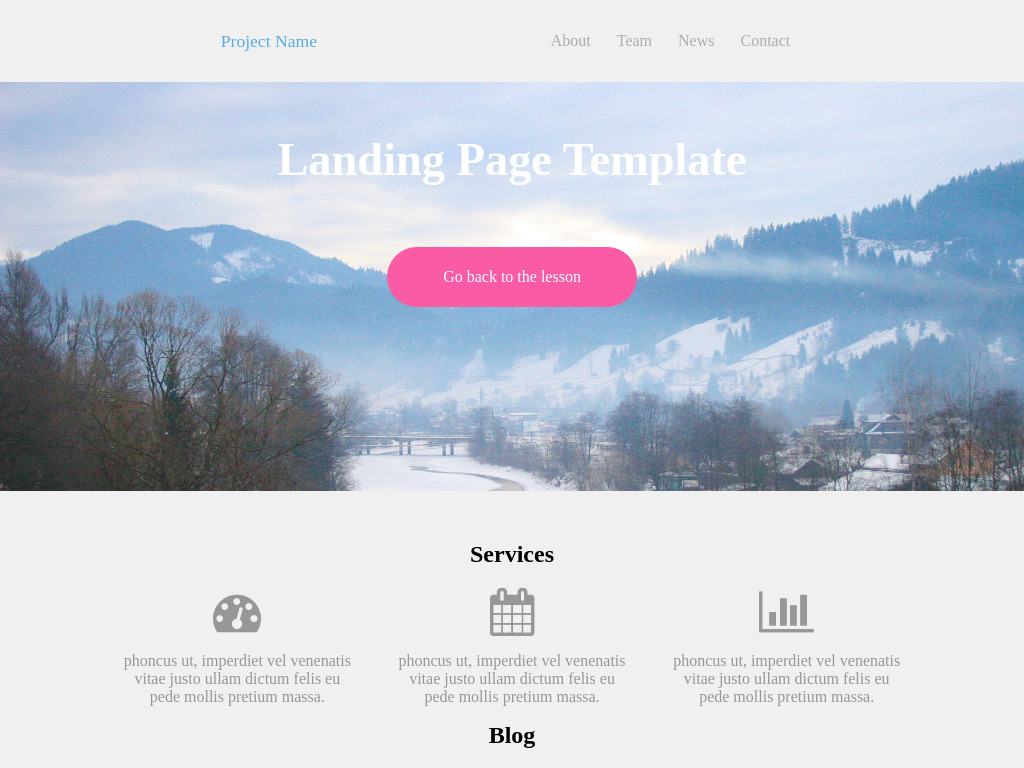 Project Name
About Team News Contact
Landing Page Template
Go back to the lesson
Services
phoncus ut, imperdiet vel venenatis
vitae justo ullam dictum felis eu
pede mollis pretium massa.
phoncus ut, imperdiet vel venenatis
vitae justo ullam dictum felis eu
pede mollis pretium massa.
phoncus ut, imperdiet vel venenatis
vitae justo ullam dictum felis eu
pede mollis pretium massa.
Blog